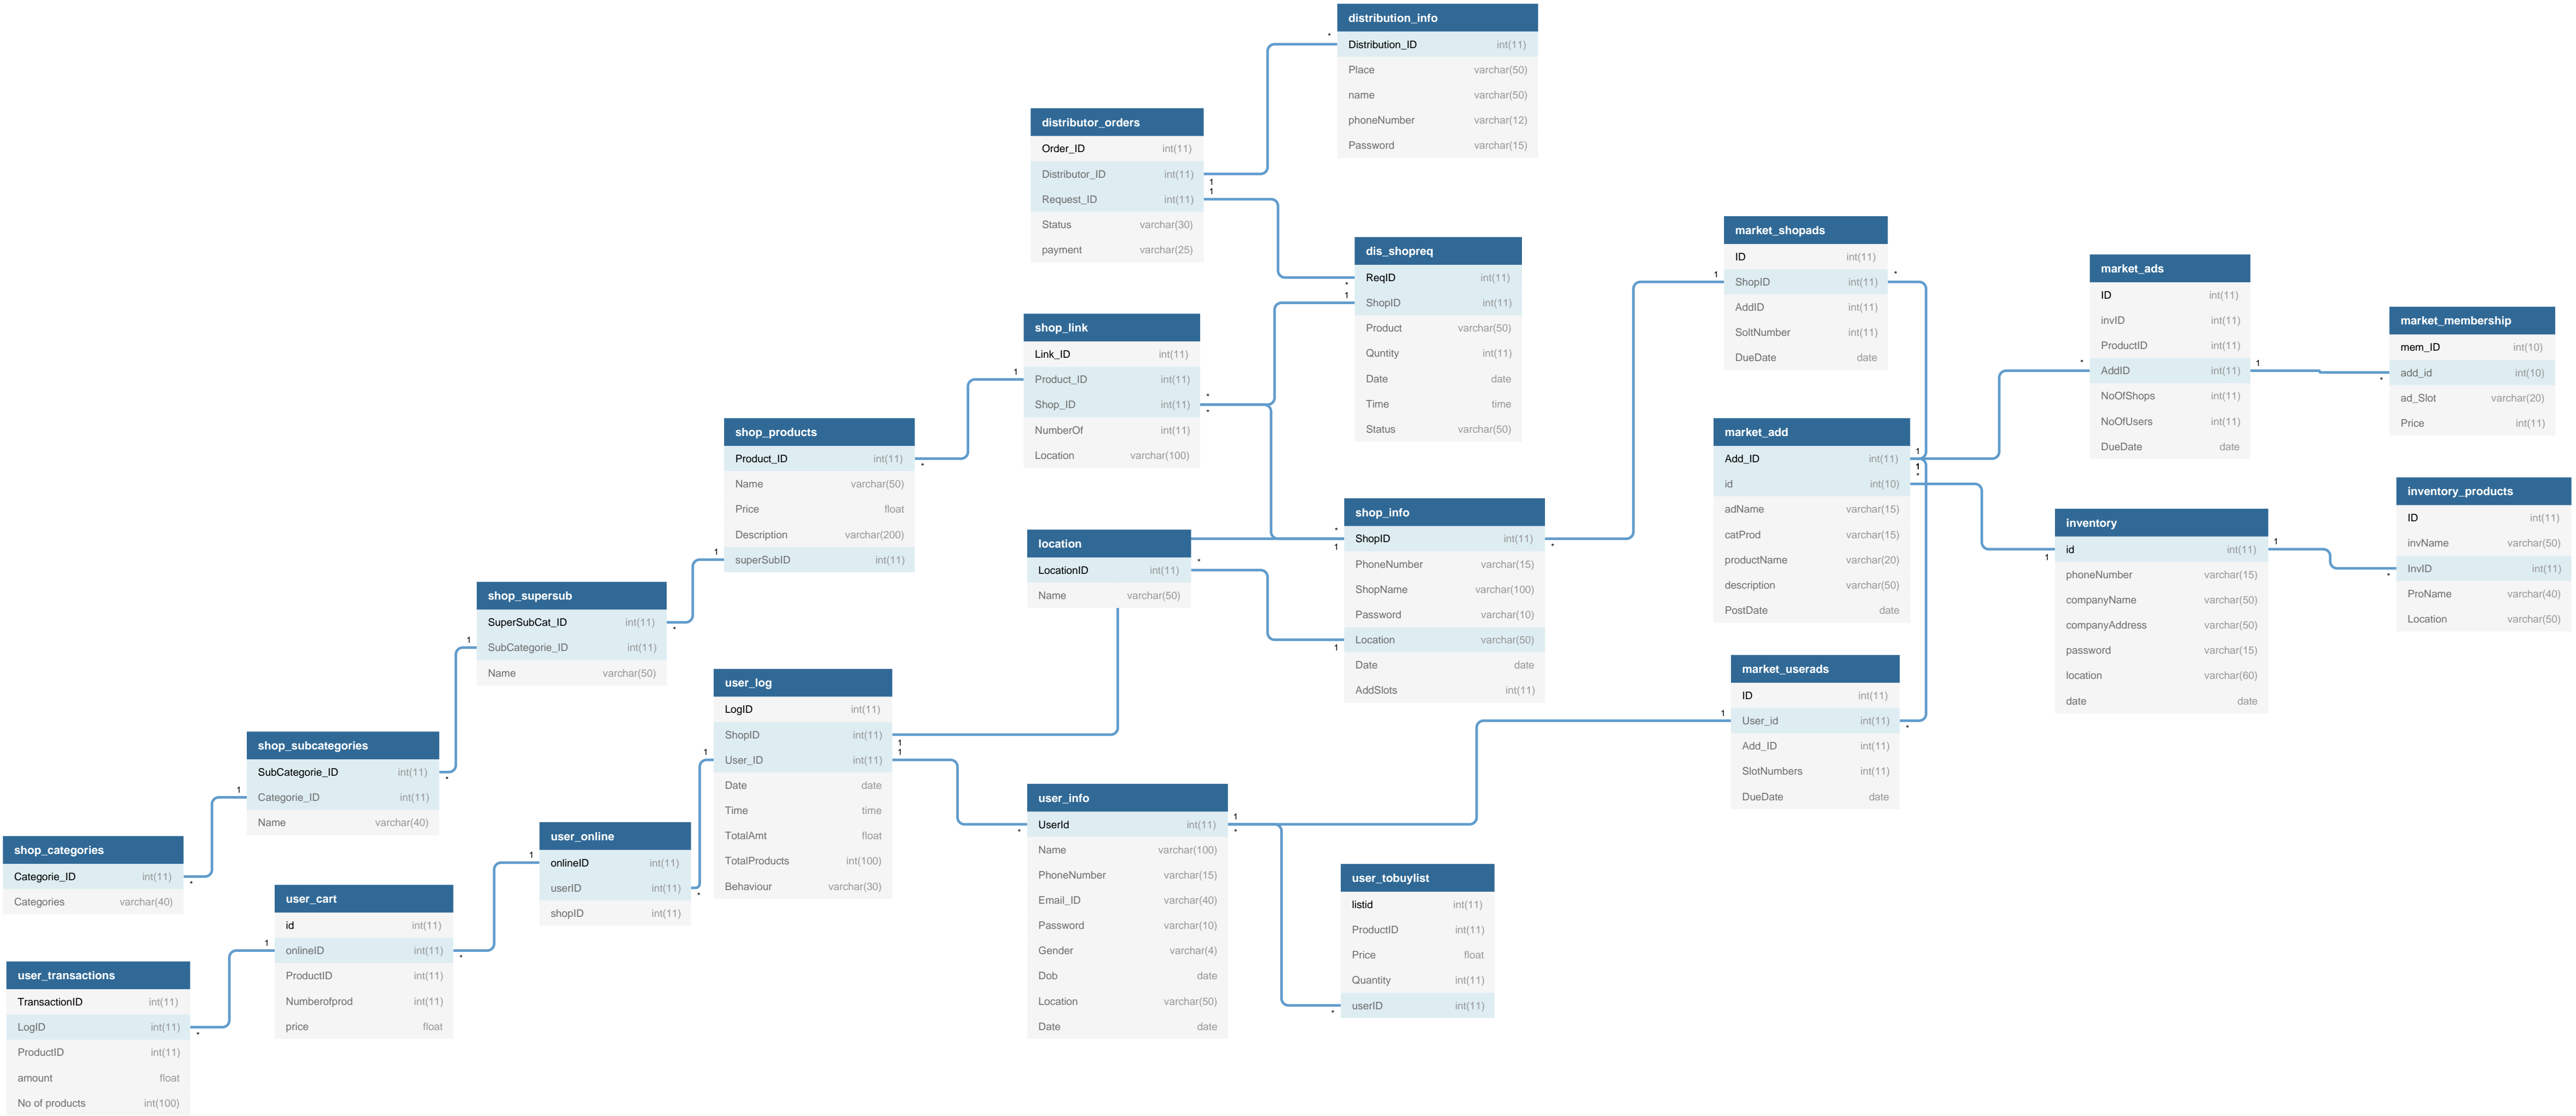 distribution_info
Distribution_ID int(11)
Place varchar(50)
name varchar(50)
phoneNumber varchar(12)
Password varchar(15)
distributor_orders
Order_ID int(11)
Distributor_ID int(11)
Request_ID int(11)
Status varchar(30)
payment varchar(25)
dis_shopreq
ReqID int(11)
ShopID int(11)
Product varchar(50)
Quntity int(11)
Date date
Time time
Status varchar(50)
market_shopads
ID int(11)
ShopID int(11)
AddID int(11)
SoltNumber int(11)
DueDate date
market_ads
ID int(11)
invID int(11)
ProductID int(11)
AddID int(11)
NoOfShops int(11)
NoOfUsers int(11)
DueDate date
market_membership
mem_ID int(10)
add_id int(10)
ad_Slot varchar(20)
Price int(11)
shop_link
Link_ID int(11)
Product_ID int(11)
Shop_ID int(11)
NumberOf int(11)
Location varchar(100)
shop_products
Product_ID int(11)
Name varchar(50)
Price float
Description varchar(200)
superSubID int(11)
market_add
Add_ID int(11)
id int(10)
adName varchar(15)
catProd varchar(15)
productName varchar(20)
description varchar(50)
PostDate date
inventory_products
ID int(11)
invName varchar(50)
InvID int(11)
ProName varchar(40)
Location varchar(50)
shop_info
ShopID int(11)
PhoneNumber varchar(15)
ShopName varchar(100)
Password varchar(10)
Location varchar(50)
Date date
AddSlots int(11)
inventory
id int(11)
phoneNumber varchar(15)
companyName varchar(50)
companyAddress varchar(50)
password varchar(15)
location varchar(60)
date date
location
LocationID int(11)
Name varchar(50)
shop_supersub
SuperSubCat_ID int(11)
SubCategorie_ID int(11)
Name varchar(50)
user_log
LogID int(11)
ShopID int(11)
User_ID int(11)
Date date
Time time
TotalAmt float
TotalProducts int(100)
Behaviour varchar(30)
market_userads
ID int(11)
User_id int(11)
Add_ID int(11)
SlotNumbers int(11)
DueDate date
shop_subcategories
SubCategorie_ID int(11)
Categorie_ID int(11)
Name varchar(40)
user_info
UserId int(11)
Name varchar(100)
PhoneNumber varchar(15)
Email_ID varchar(40)
Password varchar(10)
Gender varchar(4)
Dob date
Location varchar(50)
Date date
user_online
onlineID int(11)
userID int(11)
shopID int(11)
shop_categories
Categorie_ID int(11)
Categories varchar(40)
user_tobuylist
listid int(11)
ProductID int(11)
Price float
Quantity int(11)
userID int(11)
user_cart
id int(11)
onlineID int(11)
ProductID int(11)
Numberofprod int(11)
price float
user_transactions
TransactionID int(11)
LogID int(11)
ProductID int(11)
amount float
No of products int(100)